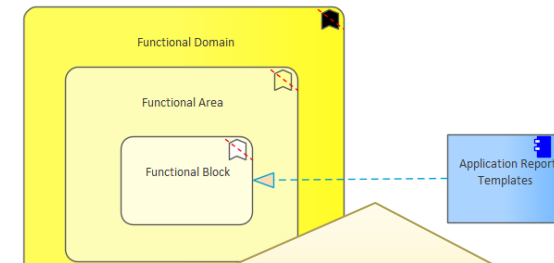 Functional Domain
Functional Area
Functional Block
Application Report
Templates